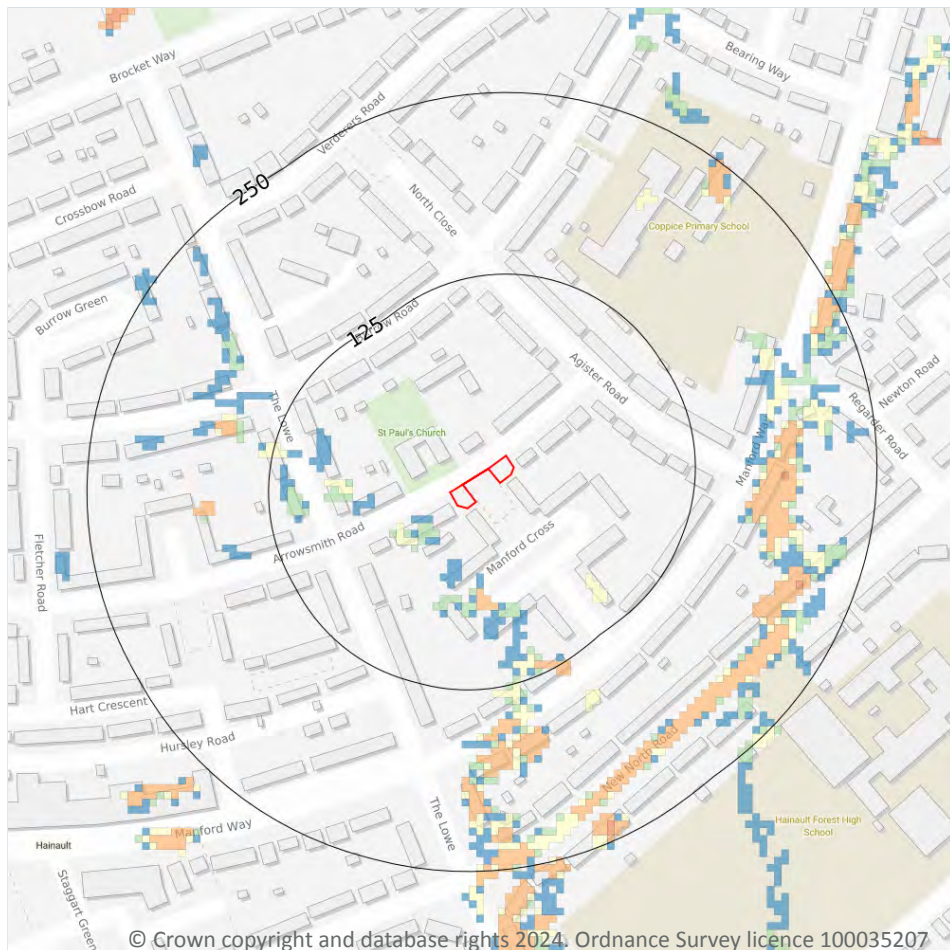 Brocket Way
Bearing Way
Verderers Road
250
North Close
Crossbow Road
Coppice Primary School
Burrow Green
125
Road
Agister Road
Newton Road
Regarder Road
The Lowe
St Paul's Church
Manford Way
Arrowsmith Road
Manford Cross
Fletcher Road
Hart Crescent
Hursley Road
New North Road
The Lowe
Manford Way
Hainault
Hainault Forest High
School
Staggart Green
© Crown copyright and database rights 2024. Ordnance Survey licence 100035207